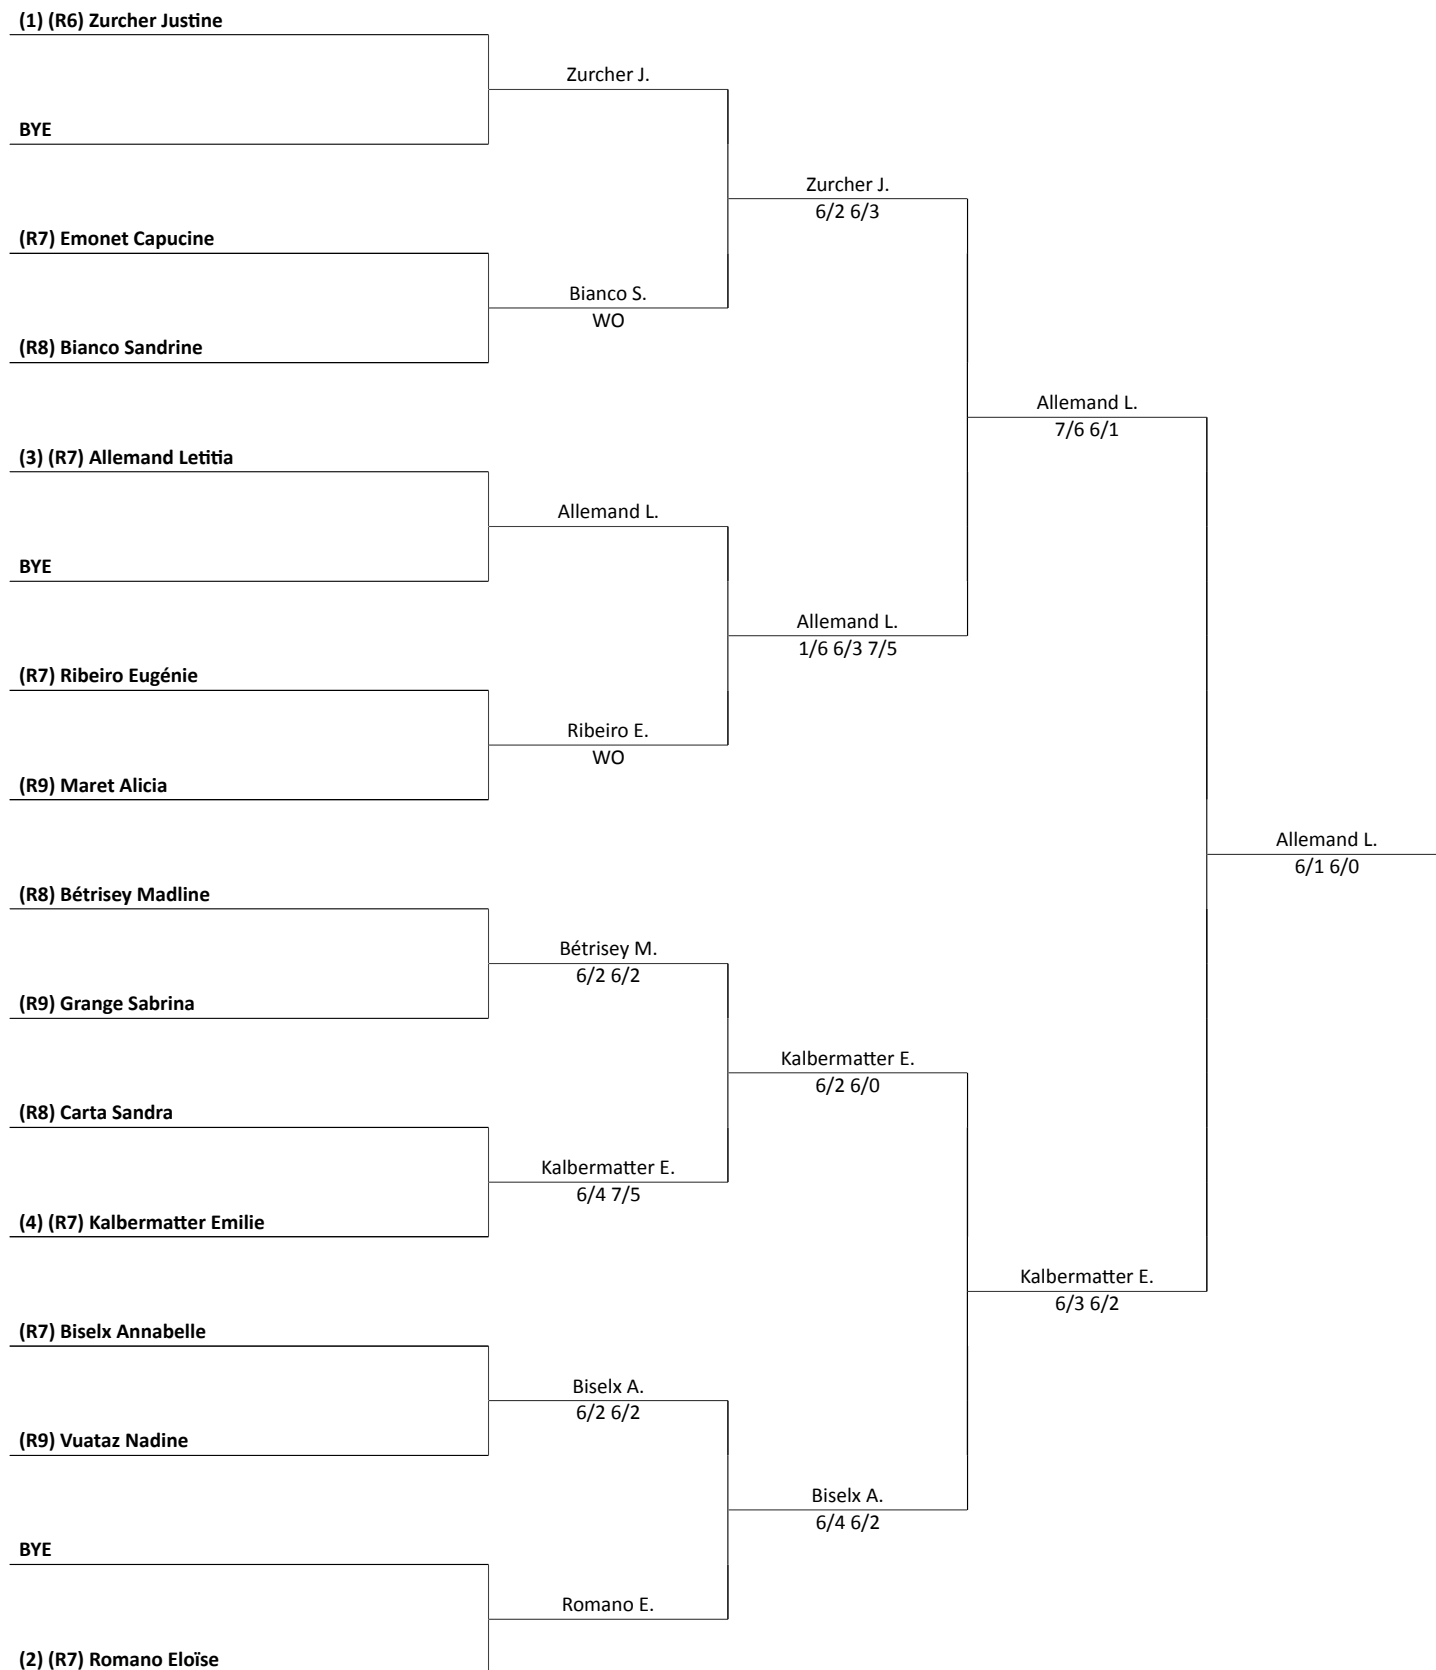 (1) (R6) Zurcher Justine
Zurcher J.
BYE
Zurcher J.
6/2 6/3
(R7) Emonet Capucine
Bianco S.
WO
(R8) Bianco Sandrine
Allemand L.
7/6 6/1
(3) (R7) Allemand Letitia
Allemand L.
BYE
Allemand L.
1/6 6/3 7/5
(R7) Ribeiro Eugénie
Ribeiro E.
WO
(R9) Maret Alicia
Allemand L.
6/1 6/0
(R8) Bétrisey Madline
Bétrisey M.
6/2 6/2
(R9) Grange Sabrina
Kalbermatter E.
6/2 6/0
(R8) Carta Sandra
Kalbermatter E.
6/4 7/5
(4) (R7) Kalbermatter Emilie
Kalbermatter E.
6/3 6/2
(R7) Biselx Annabelle
Biselx A.
6/2 6/2
(R9) Vuataz Nadine
Biselx A.
6/4 6/2
BYE
Romano E.
(2) (R7) Romano Eloïse